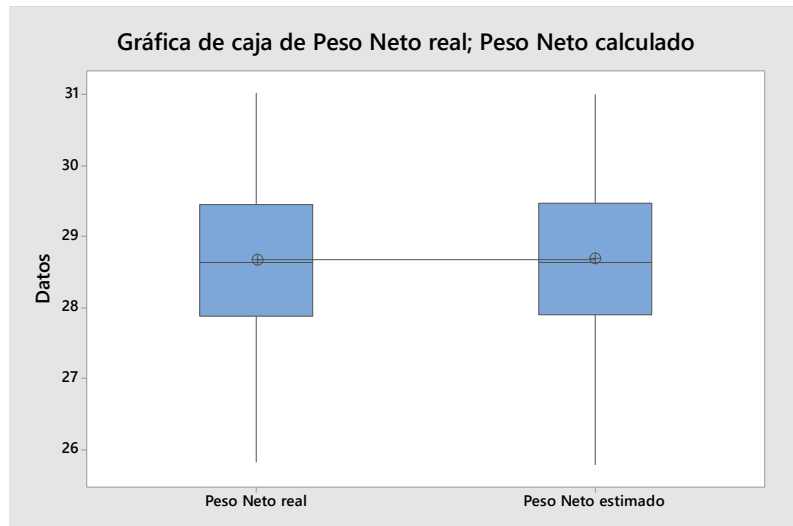 Gráfica de caja de Peso Neto real; Peso Neto calculado
31
30
29
28
27
26
Datos
Peso Neto real
Peso Neto estimado